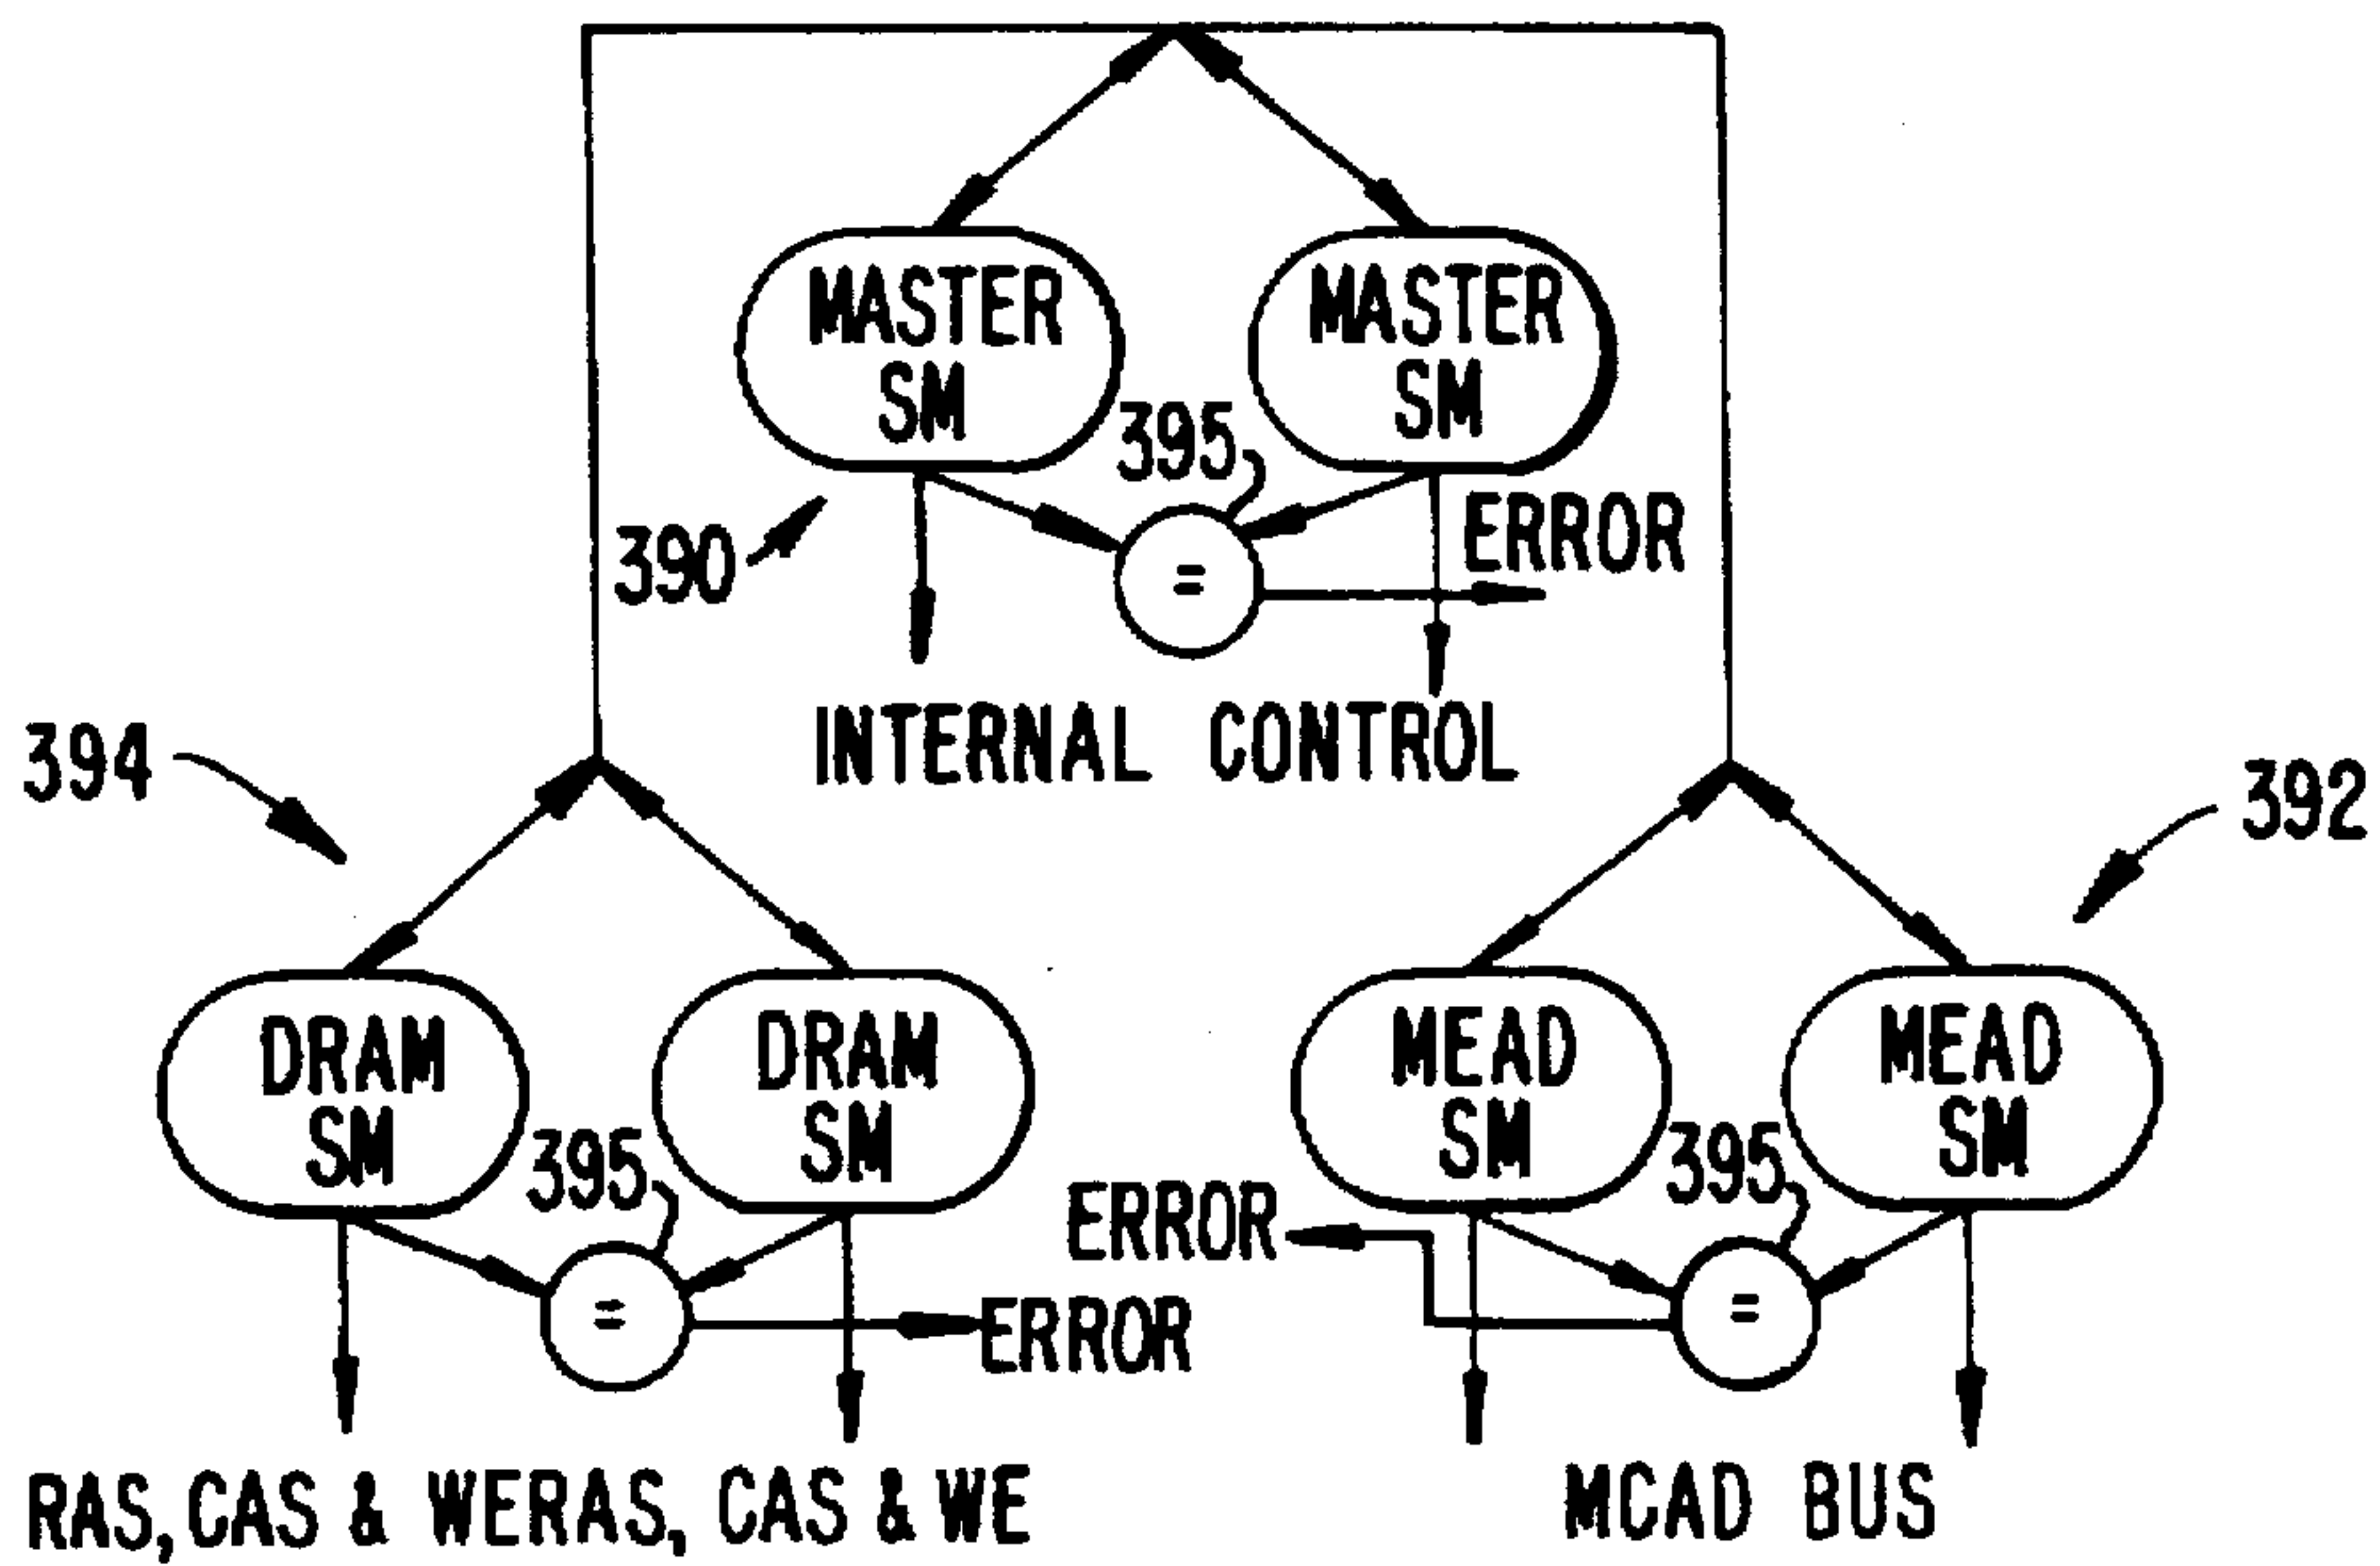 MASTER SM
MASTER SM
395
390
ERROR
INTERNAL CONTROL
394
392
DRAM SM
DRAM SM
MEAD SM
MEAD SM
395
395
ERROR
ERROR
RAS, CAS & WERAS, CAS & WE
MCAD BUS
=
=
=